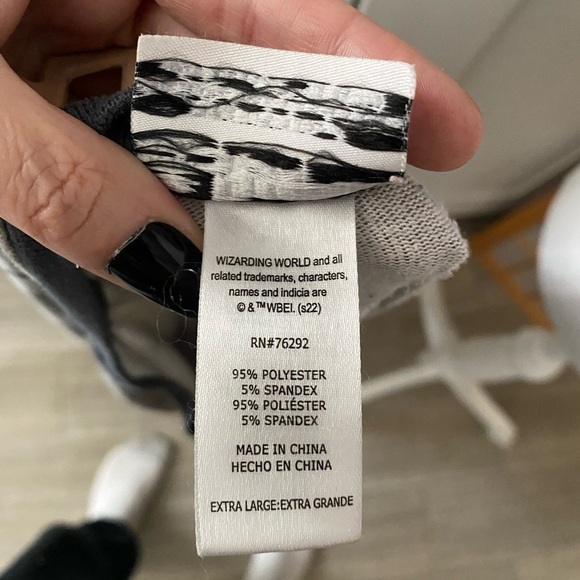 WIZARDING WORLD and all
related trademarks, characters,
names and indicia are
© & ™ WBEI. (s22)
RN#76292
95% POLYESTER
5% SPANDEX
95% POLIÉSTER
5% SPANDEX
MADE IN CHINA
HECHO EN CHINA
EXTRA LARGE:EXTRA GRANDE